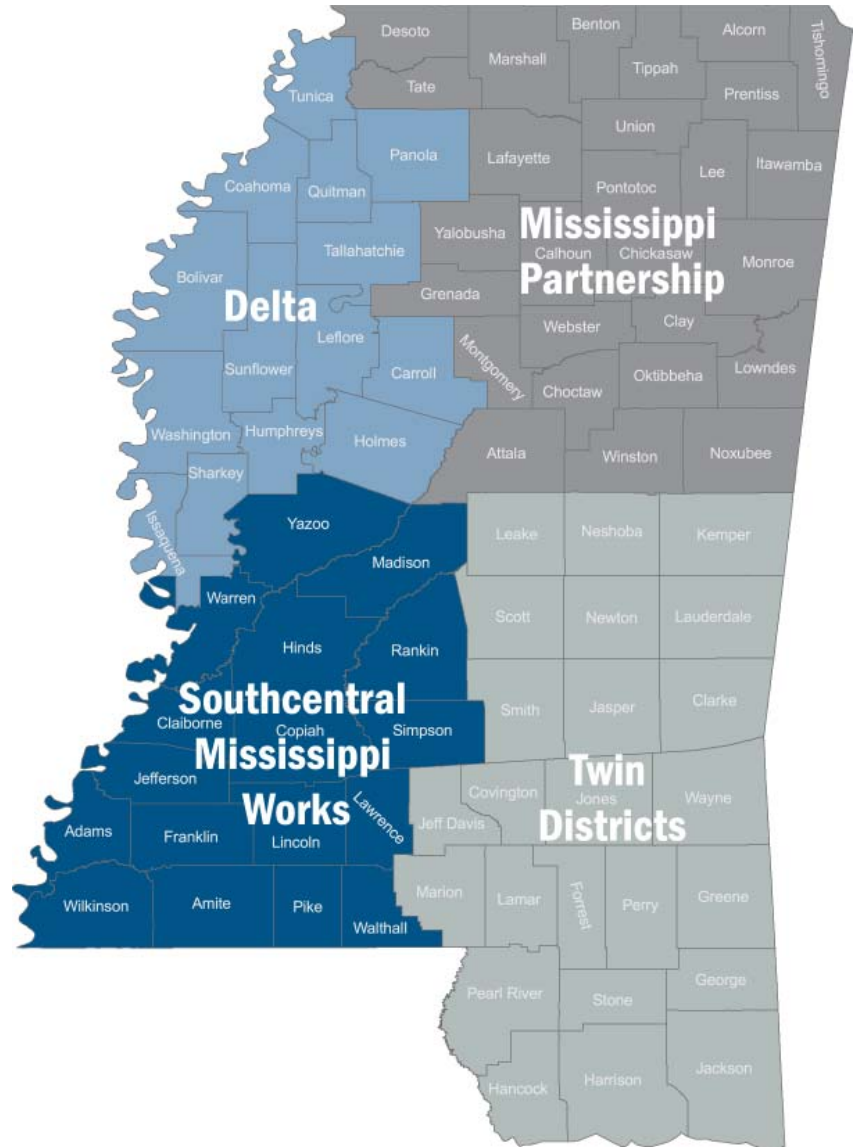 Desoto
Marshall
Benton
Tippah
Alcorn
Tishomingo
Tate
Prentiss
Tunica
Panola
Lafayette
Union
Lee
Itawamba
Coahoma
Quitman
Pontotoc
Mississippi
Partnership
Yalobusha
Calhoun
Chickasaw
Monroe
Tallahatchie
Bolivar
Delta
Grenada
Webster
Clay
Leflore
Sunflower
Carroll
Montgomery
Choctaw
Oktibbeha
Lowndes
Washington
Humphreys
Holmes
Attala
Winston
Noxubee
Sharkey
Issaquena
Yazoo
Leake
Neshoba
Kemper
Madison
Warren
Scott
Newton
Lauderdale
Hinds
Rankin
Southcentral
Mississippi
Works
Claiborne
Copiah
Simpson
Smith
Jasper
Clarke
Jefferson
Lawrence
Twin
Districts
Covington
Jones
Wayne
Jeff Davis
Adams
Franklin
Lincoln
Wilkinson
Amite
Pike
Walthall
Marion
Lamar
Forrest
Perry
Greene
Pearl River
Stone
George
Hancock
Harrison
Jackson